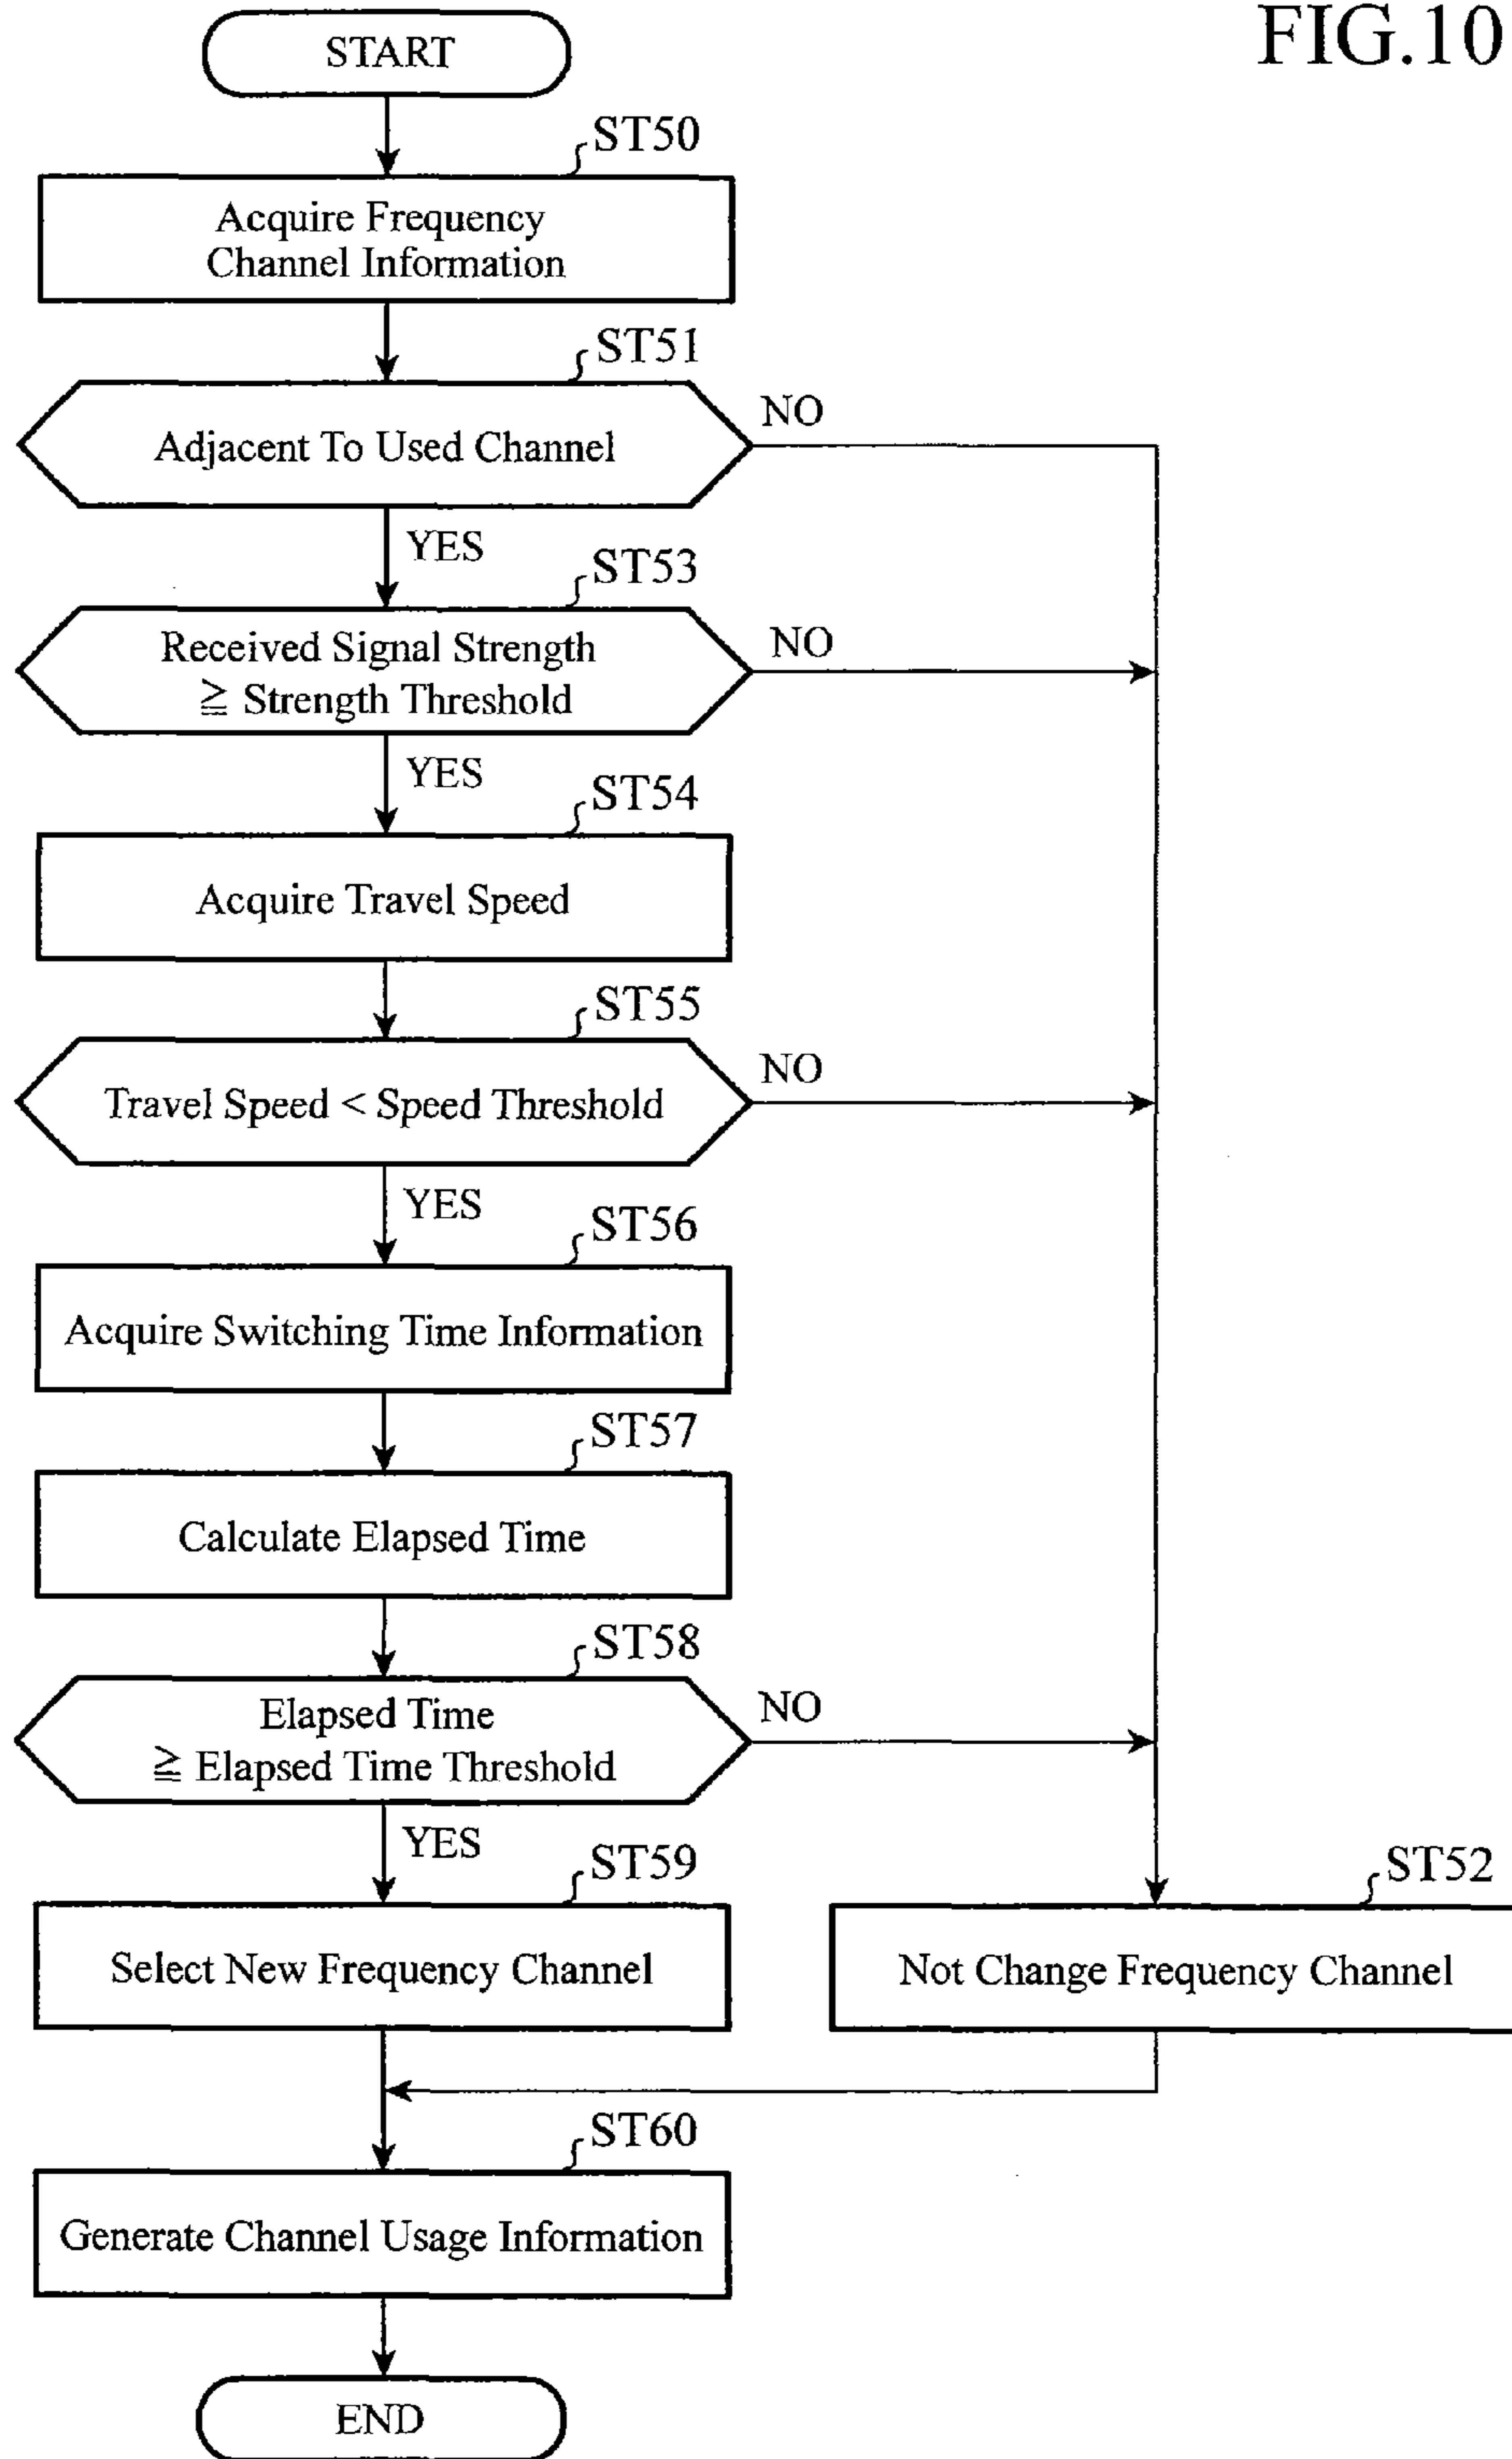 FIG.10
START
ST50
Acquire Frequency
Channel Information
ST51
Adjacent To Used Channel
NO
YES
ST53
Received Signal Strength
≧ Strength Threshold
NO
YES
ST54
Acquire Travel Speed
ST55
Travel Speed < Speed Threshold
NO
YES
ST56
Acquire Switching Time Information
ST57
Calculate Elapsed Time
ST58
Elapsed Time
≧ Elapsed Time Threshold
NO
YES
ST59
Select New Frequency Channel
ST52
Not Change Frequency Channel
ST60
Generate Channel Usage Information
END